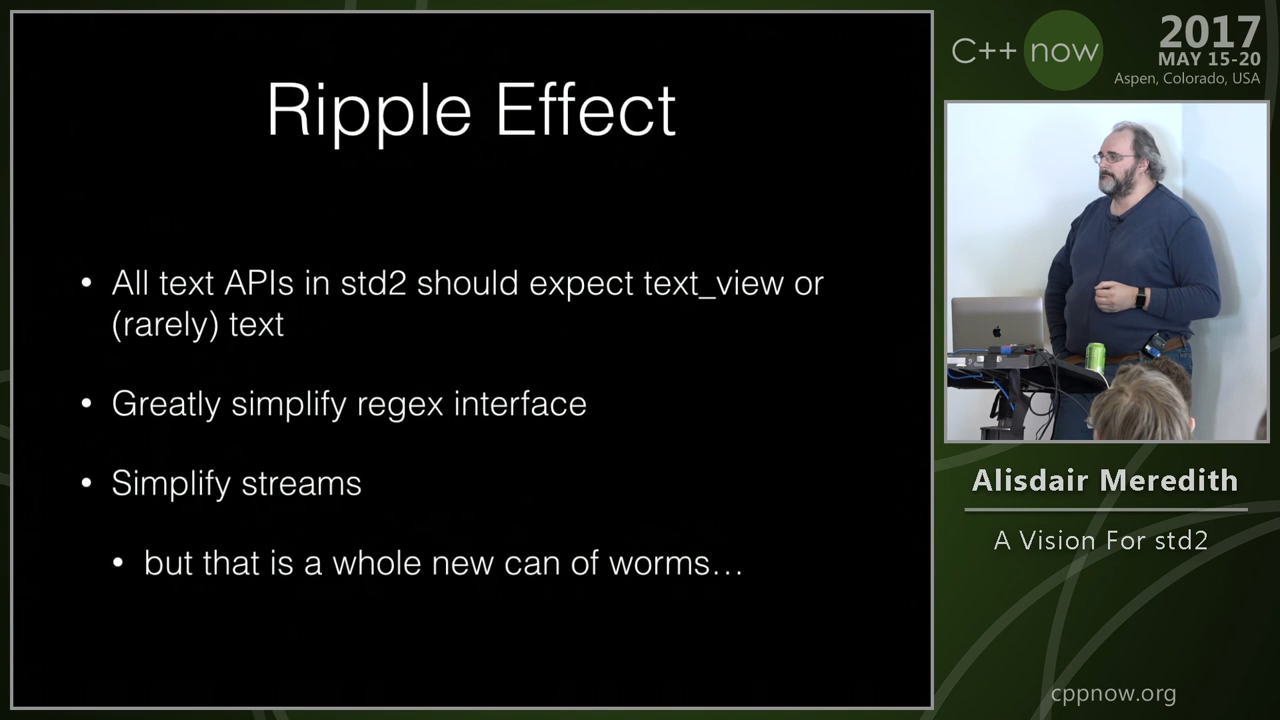 Ripple Effect
• All text APIs in std2 should expect text_view or
(rarely) text
• Greatly simplify regex interface
• Simplify streams
• but that is a whole new can of worms…
C++ now
2017
MAY 15-20
Aspen, Colorado, USA
Alisdair Meredith
A Vision For std2
cppnow.org